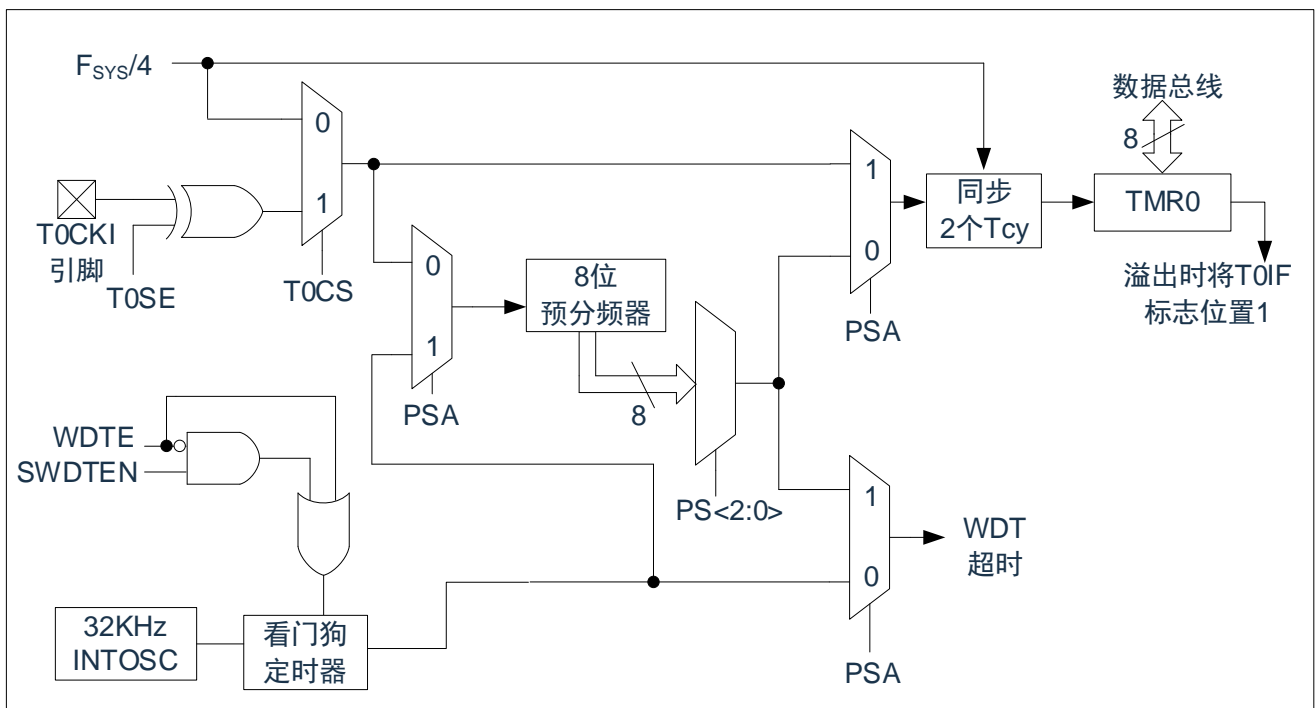 FSYS/4
数据总线
8
0
1
T0CKI
引脚
T0SE
T0CS
1
0
PSA
同步
2个Tcy
TMR0
溢出时将T0IF
标志位置1
0
1
PSA
8位
预分频器
8
PS<2:0>
WDTE
SWDTEN
1
0
PSA
WDT
超时
32KHz
INTOSC
看门狗
定时器